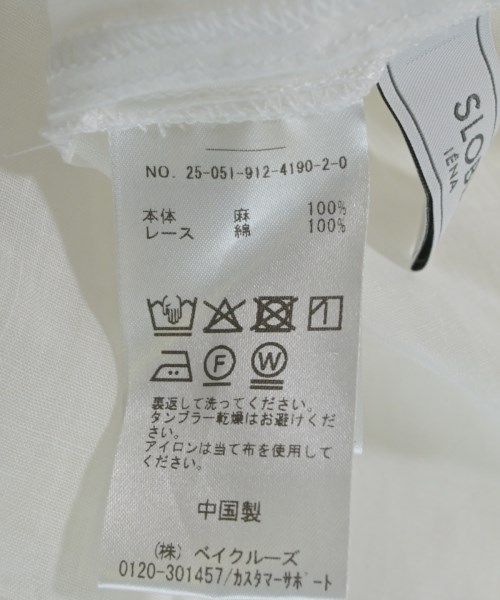 NO. 25-051-912-4190-2-0
本体 麻 100%
レース 綿 100%
F W
裏返して洗ってください。
タンブラー乾燥はお避けくだ
さい。
アイロンは当て布を使用して
ください。
中国製
(株) ベイクルーズ
0120-301457/カスタマーサポート
IÉNA